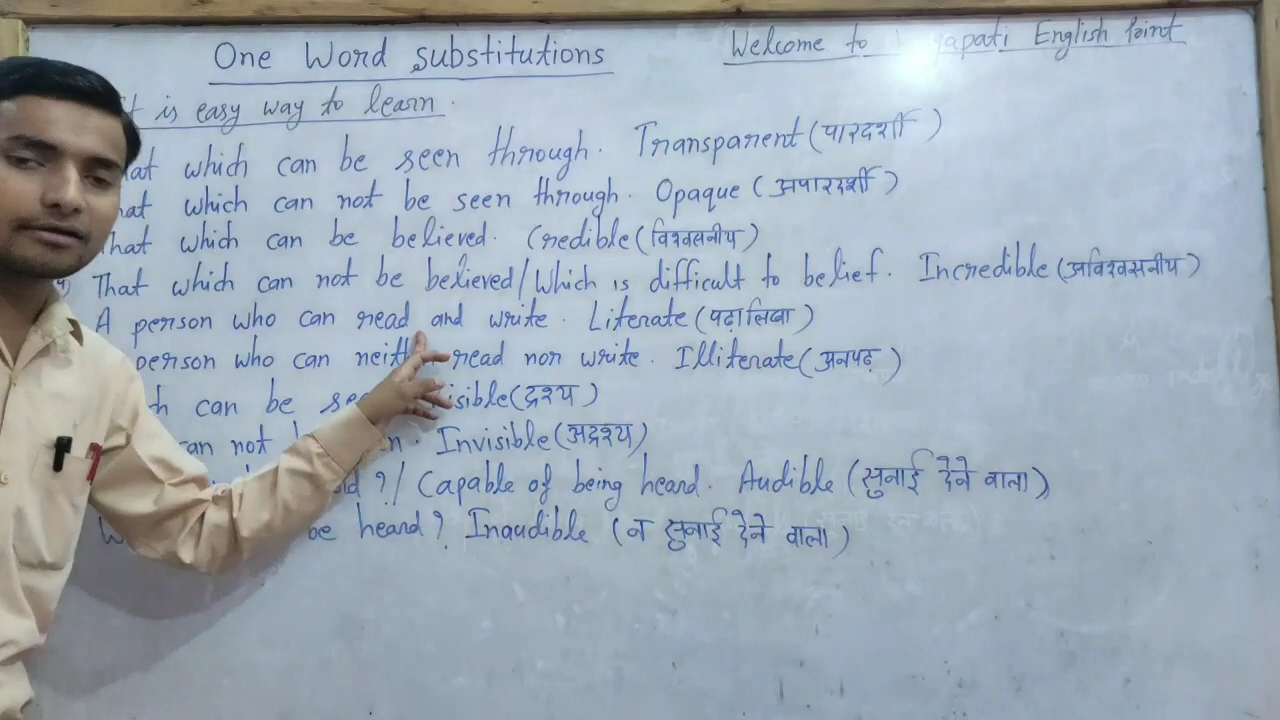 One Word substitutions
Welcome to English Point
is easy way to learn.
which can be seen through. Transparent (पारदर्शी)
which can not be seen through. Opaque (अपारदर्शी)
That which can be believed. Credible (विश्वसनीय)
That which can not be believed/Which is difficult to belief. Incredible (अविश्वसनीय)
A person who can read and write. Literate (पढ़ा लिखा)
person who can read nor write. Illiterate (अनपढ़)
can be (द्रश्य)
can not Invisible (अद्रश्य)
?/ Capable of being heard. Audible (सुनाई देने वाला)
be heard? Inaudible (न सुनाई देने वाला)